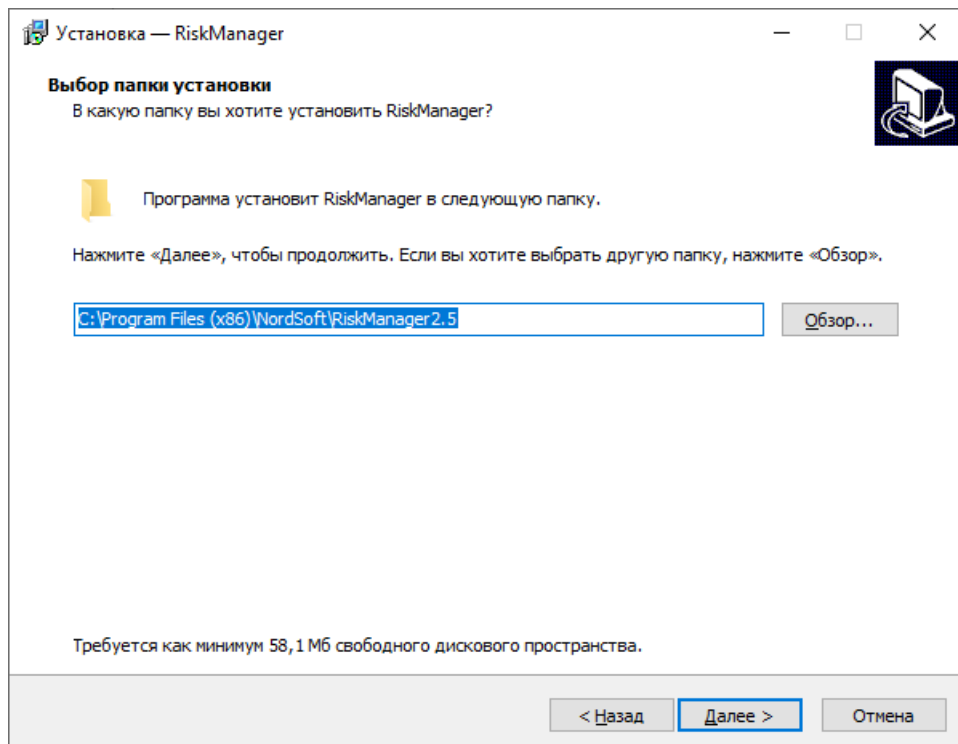 Установка — RiskManager
Выбор папки установки
В какую папку вы хотите установить RiskManager?
Программа установит RiskManager в следующую папку.
Нажмите «Далее», чтобы продолжить. Если вы хотите выбрать другую папку, нажмите «Обзор».
C:\Program Files (x86)\NordSoft\RiskManager2.5
Обзор...
Требуется как минимум 58,1 Мб свободного дискового пространства.
< Назад
Далее >
Отмена